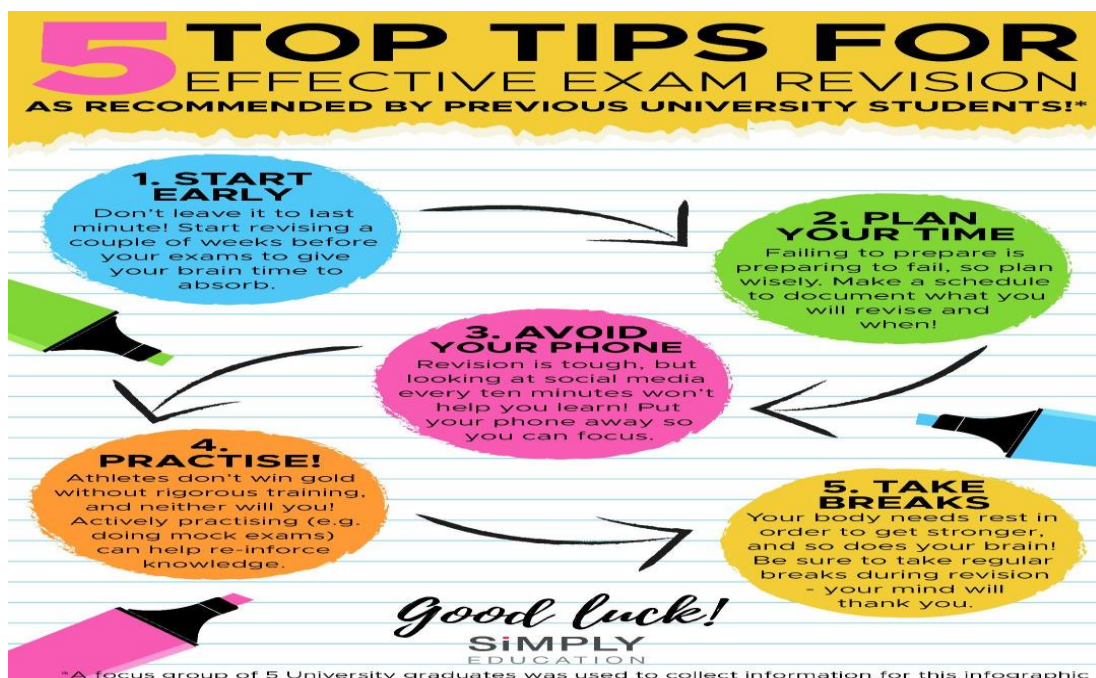 5 TOP TIPS FOR
EFFECTIVE EXAM REVISION
AS RECOMMENDED BY PREVIOUS UNIVERSITY STUDENTS!*
1. START
EARLY
Don't leave it to last
minute! Start revising a
couple of weeks before
your exams to give
your brain time to
absorb.
2. PLAN
YOUR TIME
Failing to prepare is
preparing to fail, so plan
wisely. Make a schedule
to document what you
will revise and
when!
3. AVOID
YOUR PHONE
Revision is tough, but
looking at social media
every ten minutes won't
help you learn! Put
your phone away so
you can focus.
4.
PRACTISE!
Athletes don't win gold
without rigorous training,
and neither will you!
Actively practising (e.g.
doing mock exams)
can help re-inforce
knowledge.
5. TAKE
BREAKS
Your body needs rest in
order to get stronger,
and so does your brain!
Be sure to take regular
breaks during revision
- your mind will
thank you.
Good luck!
SiMPLY
EDUCATION
*A focus group of 5 University graduates was used to collect information for this infographic